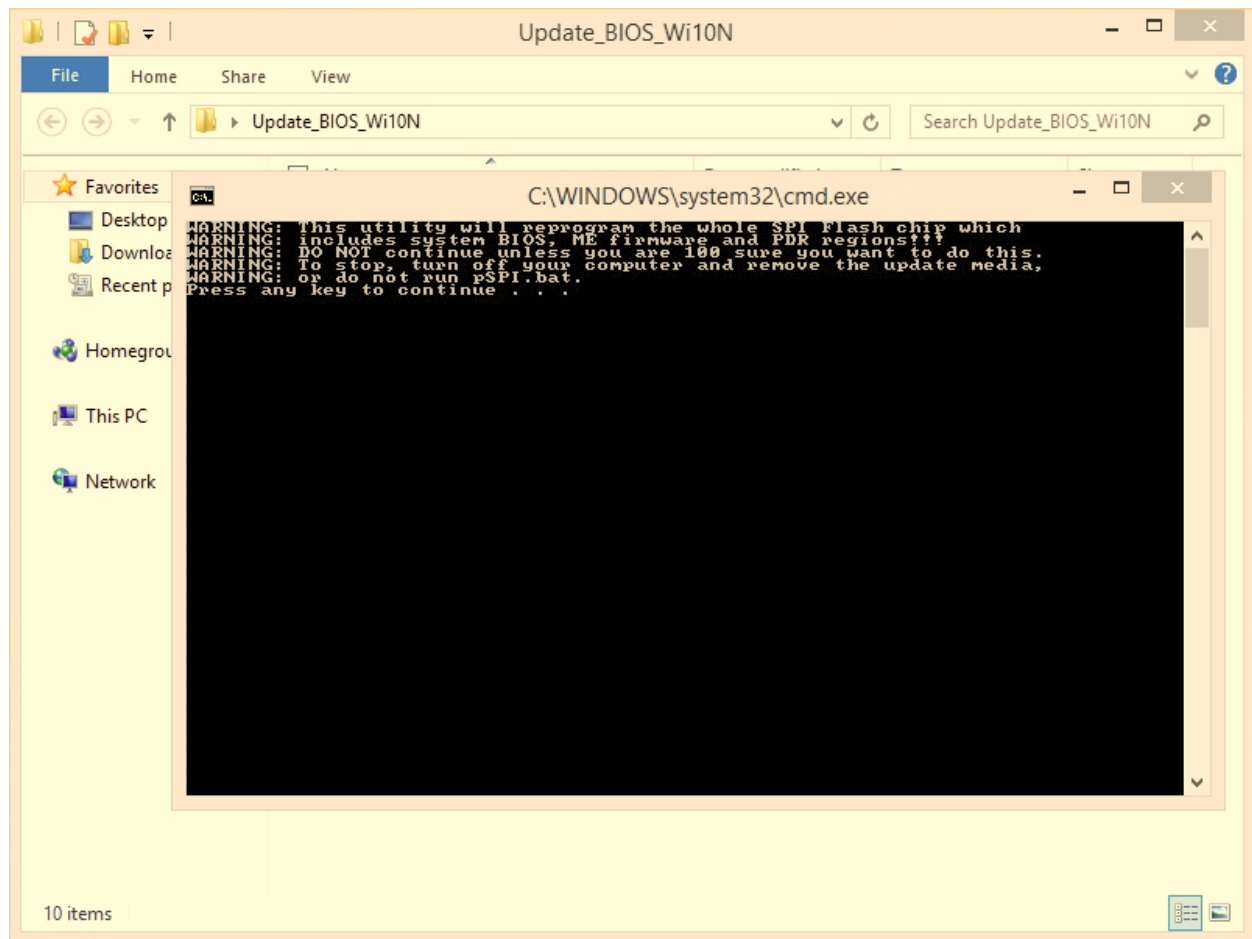 Update_BIOS_Wi10N
File Home Share View
Update_BIOS_Wi10N
Search Update_BIOS_Wi10N
Favorites
Desktop
Recent
Homegrou
This PC
Network
C:\WINDOWS\system32\cmd.exe
WARNING: This utility will reprogram the whole SPI Flash chip which
WARNING: includes system BIOS, ME firmware and PDR regions!!!
WARNING: DO NOT continue unless you are 100 sure you want to do this.
WARNING: To stop, turn off your computer and remove the update media,
WARNING: or do not run pSPI.bat.
Press any key to continue . . .
10 items